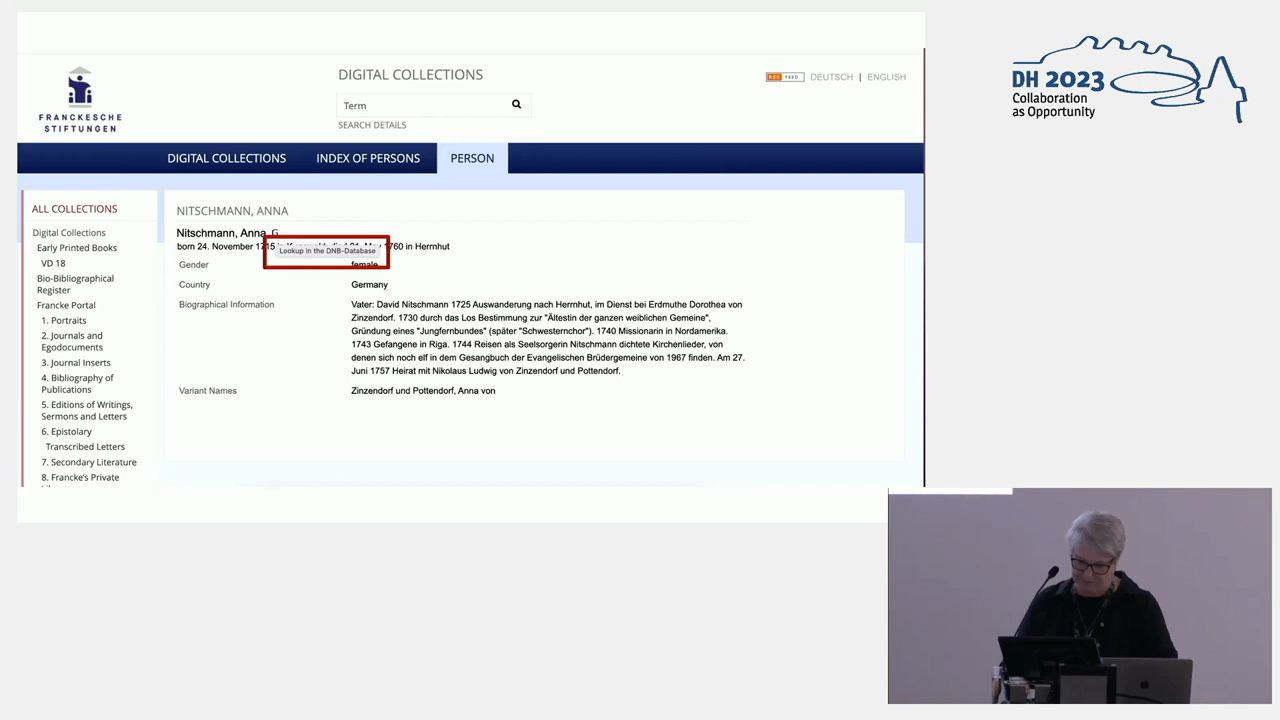 DIGITAL COLLECTIONS
DEUTSCH | ENGLISH
Term
SEARCH DETAILS
FRANCKESCHE
STIFTUNGEN
DIGITAL COLLECTIONS
INDEX OF PERSONS
PERSON
ALL COLLECTIONS
Digital Collections
Early Printed Books
VD 18
Bio-Bibliographical
Register
Francke Portal
1. Portraits
2. Journals and
Egodocuments
3. Journal Inserts
4. Bibliography of
Publications
5. Editions of Writings,
Sermons and Letters
6. Epistolary
Transcribed Letters
7. Secondary Literature
8. Francke's Private
NITSCHMANN, ANNA
Nitschmann, Anna G
born 24. November 1715 in 1760 in Herrnhut
Lookup in the DNB-Database
Gender female
Country Germany
Biographical Information Vater: David Nitschmann 1725 Auswanderung nach Herrnhut, im Dienst bei Erdmuthe Dorothea von
Zinzendorf. 1730 durch das Los Bestimmung zur "Ältestin der ganzen weiblichen Gemeine",
Gründung eines "Jungfernbundes" (später "Schwesternchor"). 1740 Missionarin in Nordamerika.
1743 Gefangene in Riga. 1744 Reisen als Seelsorgerin Nitschmann dichtete Kirchenlieder, von
denen sich noch elf in dem Gesangbuch der Evangelischen Brüdergemeine von 1967 finden. Am 27.
Juni 1757 Heirat mit Nikolaus Ludwig von Zinzendorf und Pottendorf.
Variant Names Zinzendorf und Pottendorf, Anna von
DH 2023
Collaboration
as Opportunity